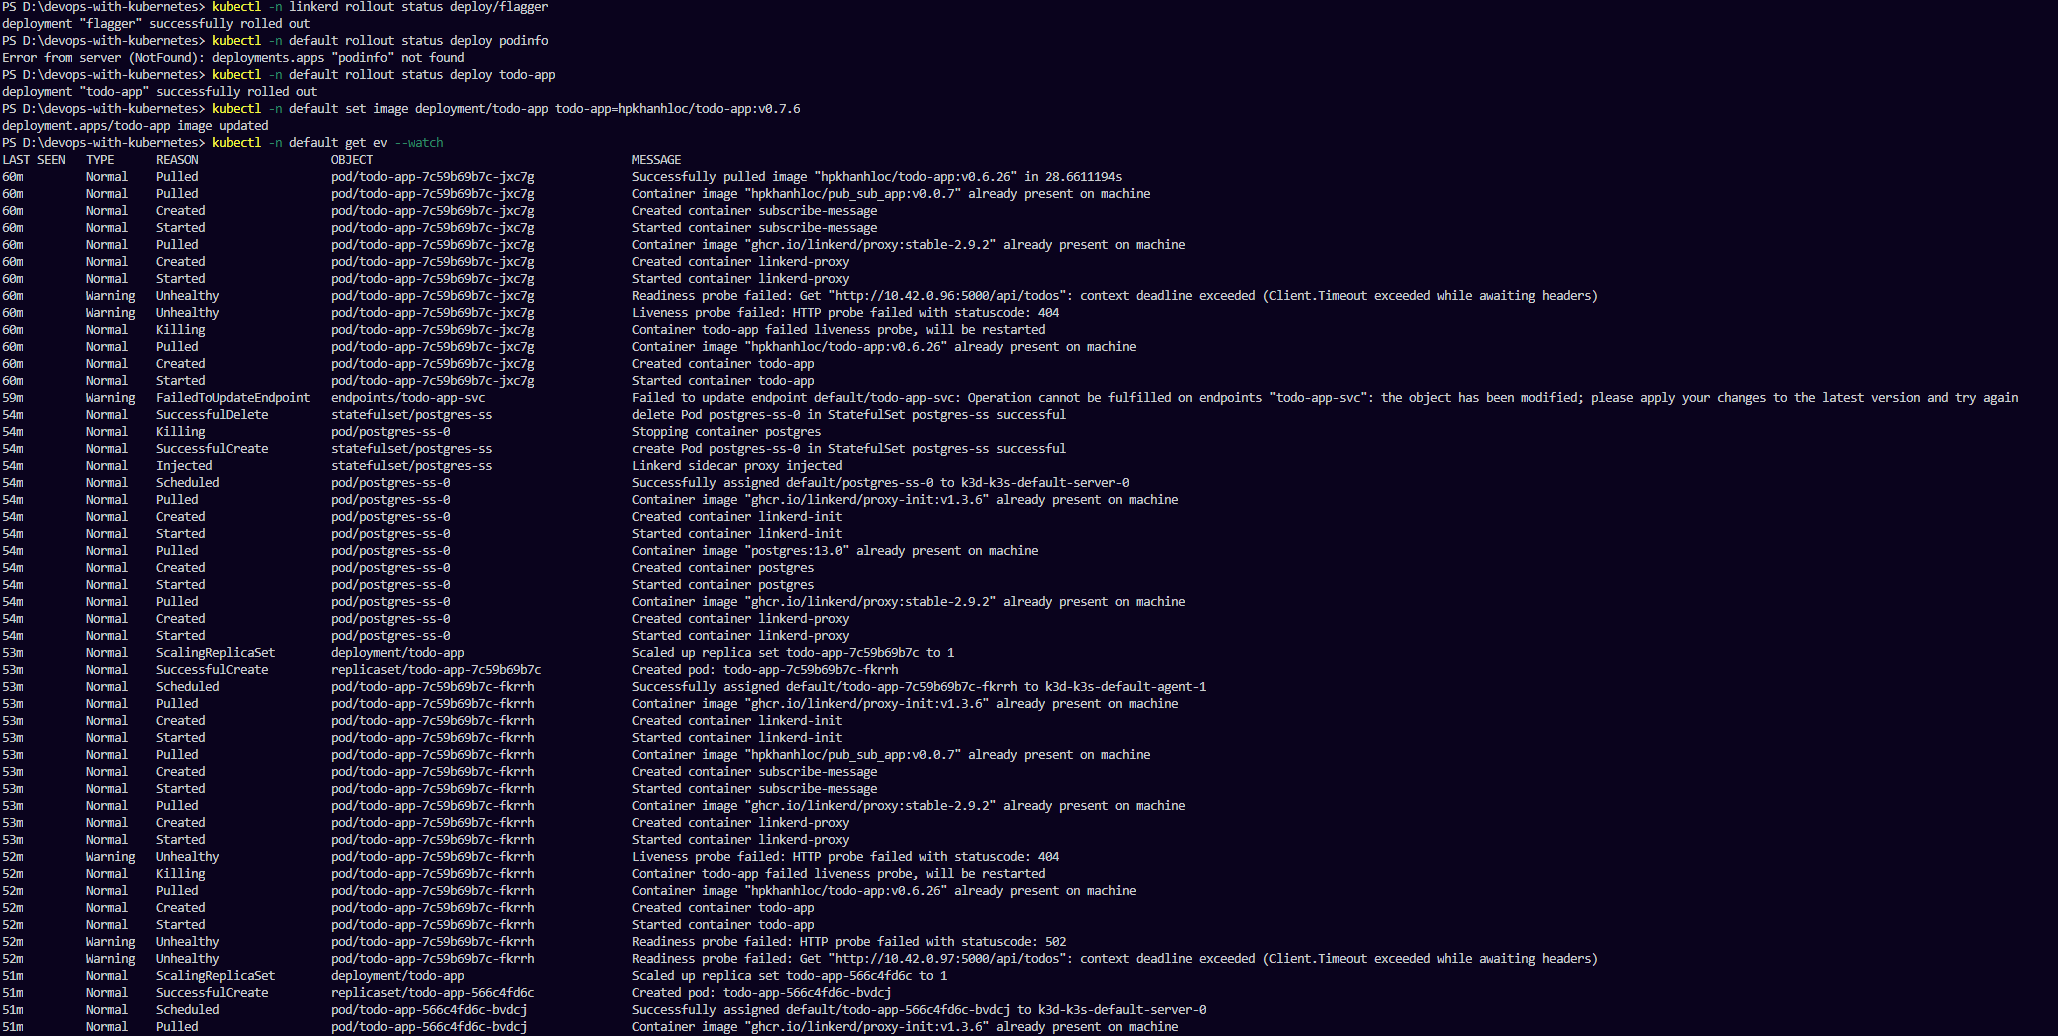 PS D:\devops-with-kubernetes> kubectl -n linkerd rollout status deploy/flagger
deployment "flagger" successfully rolled out
PS D:\devops-with-kubernetes> kubectl -n default rollout status deploy podinfo
Error from server (NotFound): deployments.apps "podinfo" not found
PS D:\devops-with-kubernetes> kubectl -n default rollout status deploy todo-app
deployment "todo-app" successfully rolled out
PS D:\devops-with-kubernetes> kubectl -n default set image deployment/todo-app todo-app=hpkhanhloc/todo-app:v0.7.6
deployment.apps/todo-app image updated
PS D:\devops-with-kubernetes> kubectl -n default get ev --watch
LAST SEEN TYPE REASON OBJECT MESSAGE
60m Normal Pulled pod/todo-app-7c59b69b7c-jxc7g Successfully pulled image "hpkhanhloc/todo-app:v0.6.26" in 28.6611194s
60m Normal Pulled pod/todo-app-7c59b69b7c-jxc7g Container image "hpkhanhloc/pub_sub_app:v0.0.7" already present on machine
60m Normal Created pod/todo-app-7c59b69b7c-jxc7g Created container subscribe-message
60m Normal Started pod/todo-app-7c59b69b7c-jxc7g Started container subscribe-message
60m Normal Pulled pod/todo-app-7c59b69b7c-jxc7g Container image "ghcr.io/linkerd/proxy:stable-2.9.2" already present on machine
60m Normal Created pod/todo-app-7c59b69b7c-jxc7g Created container linkerd-proxy
60m Normal Started pod/todo-app-7c59b69b7c-jxc7g Started container linkerd-proxy
60m Warning Unhealthy pod/todo-app-7c59b69b7c-jxc7g Readiness probe failed: Get "http://10.42.0.96:5000/api/todos": context deadline exceeded (Client.Timeout exceeded while awaiting headers)
60m Warning Unhealthy pod/todo-app-7c59b69b7c-jxc7g Liveness probe failed: HTTP probe failed with statuscode: 404
60m Normal Killing pod/todo-app-7c59b69b7c-jxc7g Container todo-app failed liveness probe, will be restarted
60m Normal Pulled pod/todo-app-7c59b69b7c-jxc7g Container image "hpkhanhloc/todo-app:v0.6.26" already present on machine
60m Normal Created pod/todo-app-7c59b69b7c-jxc7g Created container todo-app
60m Normal Started pod/todo-app-7c59b69b7c-jxc7g Started container todo-app
59m Warning FailedToUpdateEndpoint endpoints/todo-app-svc Failed to update endpoint default/todo-app-svc: Operation cannot be fulfilled on endpoints "todo-app-svc": the object has been modified; please apply your changes to the latest version and try again
54m Normal SuccessfulDelete statefulset/postgres-ss delete Pod postgres-ss-0 in StatefulSet postgres-ss successful
54m Normal Killing pod/postgres-ss-0 Stopping container postgres
54m Normal SuccessfulCreate statefulset/postgres-ss create Pod postgres-ss-0 in StatefulSet postgres-ss successful
54m Normal Injected statefulset/postgres-ss Linkerd sidecar proxy injected
54m Normal Scheduled pod/postgres-ss-0 Successfully assigned default/postgres-ss-0 to k3d-k3s-default-server-0
54m Normal Pulled pod/postgres-ss-0 Container image "ghcr.io/linkerd/proxy-init:v1.3.6" already present on machine
54m Normal Created pod/postgres-ss-0 Created container linkerd-init
54m Normal Started pod/postgres-ss-0 Started container linkerd-init
54m Normal Pulled pod/postgres-ss-0 Container image "postgres:13.0" already present on machine
54m Normal Created pod/postgres-ss-0 Created container postgres
54m Normal Started pod/postgres-ss-0 Started container postgres
54m Normal Pulled pod/postgres-ss-0 Container image "ghcr.io/linkerd/proxy:stable-2.9.2" already present on machine
54m Normal Created pod/postgres-ss-0 Created container linkerd-proxy
54m Normal Started pod/postgres-ss-0 Started container linkerd-proxy
53m Normal ScalingReplicaSet deployment/todo-app Scaled up replica set todo-app-7c59b69b7c to 1
53m Normal SuccessfulCreate replicaset/todo-app-7c59b69b7c Created pod: todo-app-7c59b69b7c-fkrrh
53m Normal Scheduled pod/todo-app-7c59b69b7c-fkrrh Successfully assigned default/todo-app-7c59b69b7c-fkrrh to k3d-k3s-default-agent-1
53m Normal Pulled pod/todo-app-7c59b69b7c-fkrrh Container image "ghcr.io/linkerd/proxy-init:v1.3.6" already present on machine
53m Normal Created pod/todo-app-7c59b69b7c-fkrrh Created container linkerd-init
53m Normal Started pod/todo-app-7c59b69b7c-fkrrh Started container linkerd-init
53m Normal Pulled pod/todo-app-7c59b69b7c-fkrrh Container image "hpkhanhloc/pub_sub_app:v0.0.7" already present on machine
53m Normal Created pod/todo-app-7c59b69b7c-fkrrh Created container subscribe-message
53m Normal Started pod/todo-app-7c59b69b7c-fkrrh Started container subscribe-message
53m Normal Pulled pod/todo-app-7c59b69b7c-fkrrh Container image "ghcr.io/linkerd/proxy:stable-2.9.2" already present on machine
53m Normal Created pod/todo-app-7c59b69b7c-fkrrh Created container linkerd-proxy
53m Normal Started pod/todo-app-7c59b69b7c-fkrrh Started container linkerd-proxy
52m Warning Unhealthy pod/todo-app-7c59b69b7c-fkrrh Liveness probe failed: HTTP probe failed with statuscode: 404
52m Normal Killing pod/todo-app-7c59b69b7c-fkrrh Container todo-app failed liveness probe, will be restarted
52m Normal Pulled pod/todo-app-7c59b69b7c-fkrrh Container image "hpkhanhloc/todo-app:v0.6.26" already present on machine
52m Normal Created pod/todo-app-7c59b69b7c-fkrrh Created container todo-app
52m Normal Started pod/todo-app-7c59b69b7c-fkrrh Started container todo-app
52m Warning Unhealthy pod/todo-app-7c59b69b7c-fkrrh Readiness probe failed: HTTP probe failed with statuscode: 502
52m Warning Unhealthy pod/todo-app-7c59b69b7c-fkrrh Readiness probe failed: Get "http://10.42.0.97:5000/api/todos": context deadline exceeded (Client.Timeout exceeded while awaiting headers)
51m Normal ScalingReplicaSet deployment/todo-app Scaled up replica set todo-app-566c4fd6c to 1
51m Normal SuccessfulCreate replicaset/todo-app-566c4fd6c Created pod: todo-app-566c4fd6c-bvdcj
51m Normal Scheduled pod/todo-app-566c4fd6c-bvdcj Successfully assigned default/todo-app-566c4fd6c-bvdcj to k3d-k3s-default-server-0
51m Normal Pulled pod/todo-app-566c4fd6c-bvdcj Container image "ghcr.io/linkerd/proxy-init:v1.3.6" already present on machine